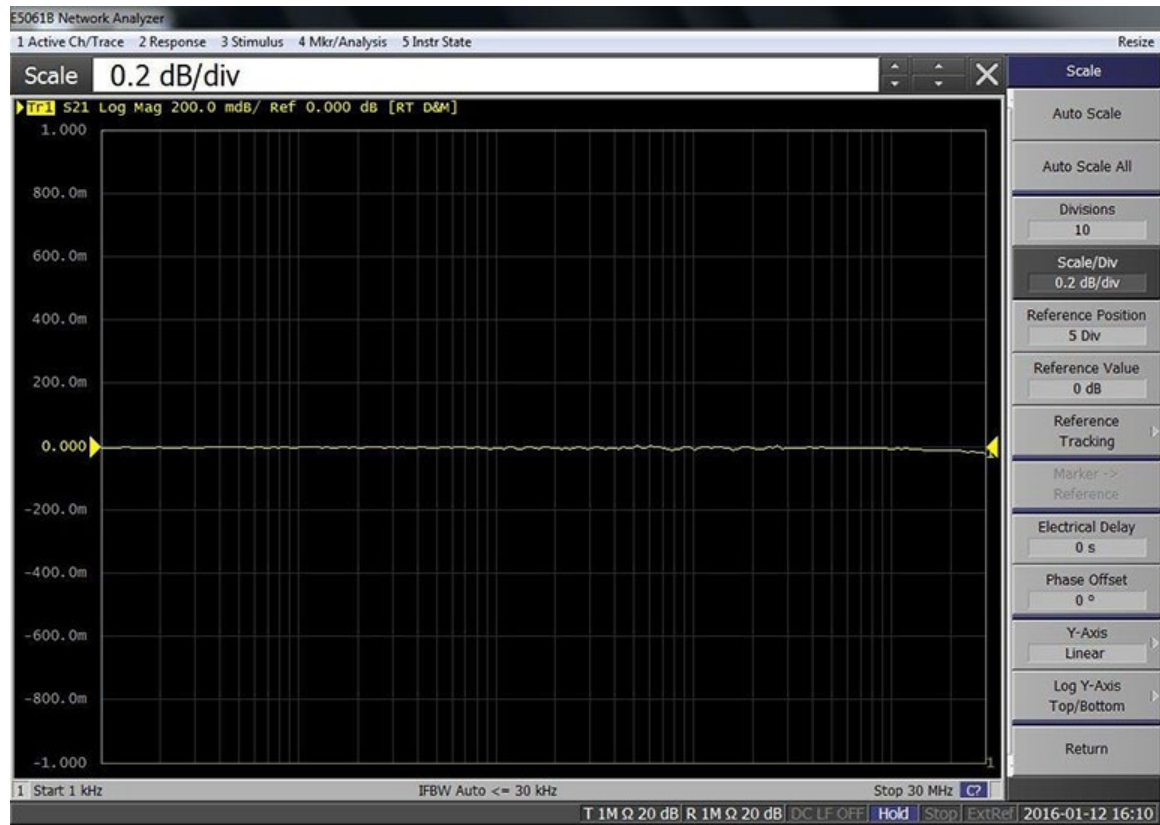 E5061B Network Analyzer
1 Active Ch/Trace 2 Response 3 Stimulus 4 Mkr/Analysis 5 Instr State Resize
Scale 0.2 dB/div
Scale
Tr1 S21 Log Mag 200.0 mdB/ Ref 0.000 dB [RT D&M]
1.000
800.0m
600.0m
400.0m
200.0m
0.000
-200.0m
-400.0m
-600.0m
-800.0m
-1.000
1
1
Auto Scale
Auto Scale All
Divisions
10
Scale/Div
0.2 dB/div
Reference Position
5 Div
Reference Value
0 dB
Reference
Tracking
Marker ->
Reference
Electrical Delay
0 s
Phase Offset
0 °
Y-Axis
Linear
Log Y-Axis
Top/Bottom
Return
1 Start 1 kHz IFBW Auto <= 30 kHz Stop 30 MHz C?
T 1M Ω 20 dB R 1M Ω 20 dB DC LF OFF Hold Stop ExtRef 2016-01-12 16:10